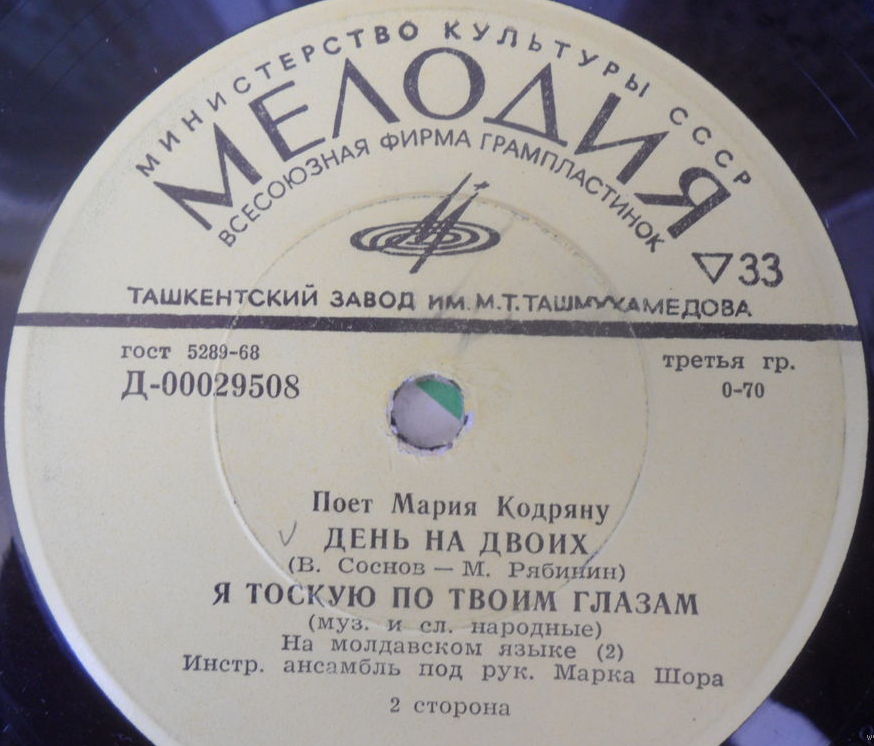 МИНИСТЕРСТВО КУЛЬТУРЫ СССР
МЕЛОДИЯ
ВСЕСОЮЗНАЯ ФИРМА ГРАМПЛАСТИНОК
▽33
ТАШКЕНТСКИЙ ЗАВОД ИМ. М.Т.ТАШМУХАМЕДОВА
гост 5289-68
третья гр.
Д-00029508
0-70
Поет Мария Кодряну
ДЕНЬ НА ДВОИХ
(В. Соснов — М. Рябинин)
Я ТОСКУЮ ПО ТВОИМ ГЛАЗАМ
(муз. и сл. народные)
На молдавском языке (2)
Инстр. ансамбль под рук. Марка Шора
2 сторона